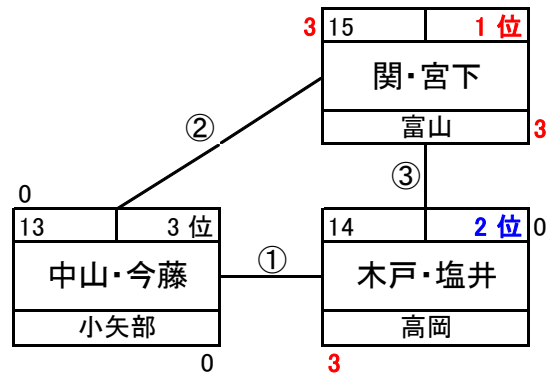 3 15 1 位
関・宮下
富山 3
②
③
0
13 3 位
14 2 位 0
中山・今藤
①
木戸・塩井
小矢部
高岡
0
3